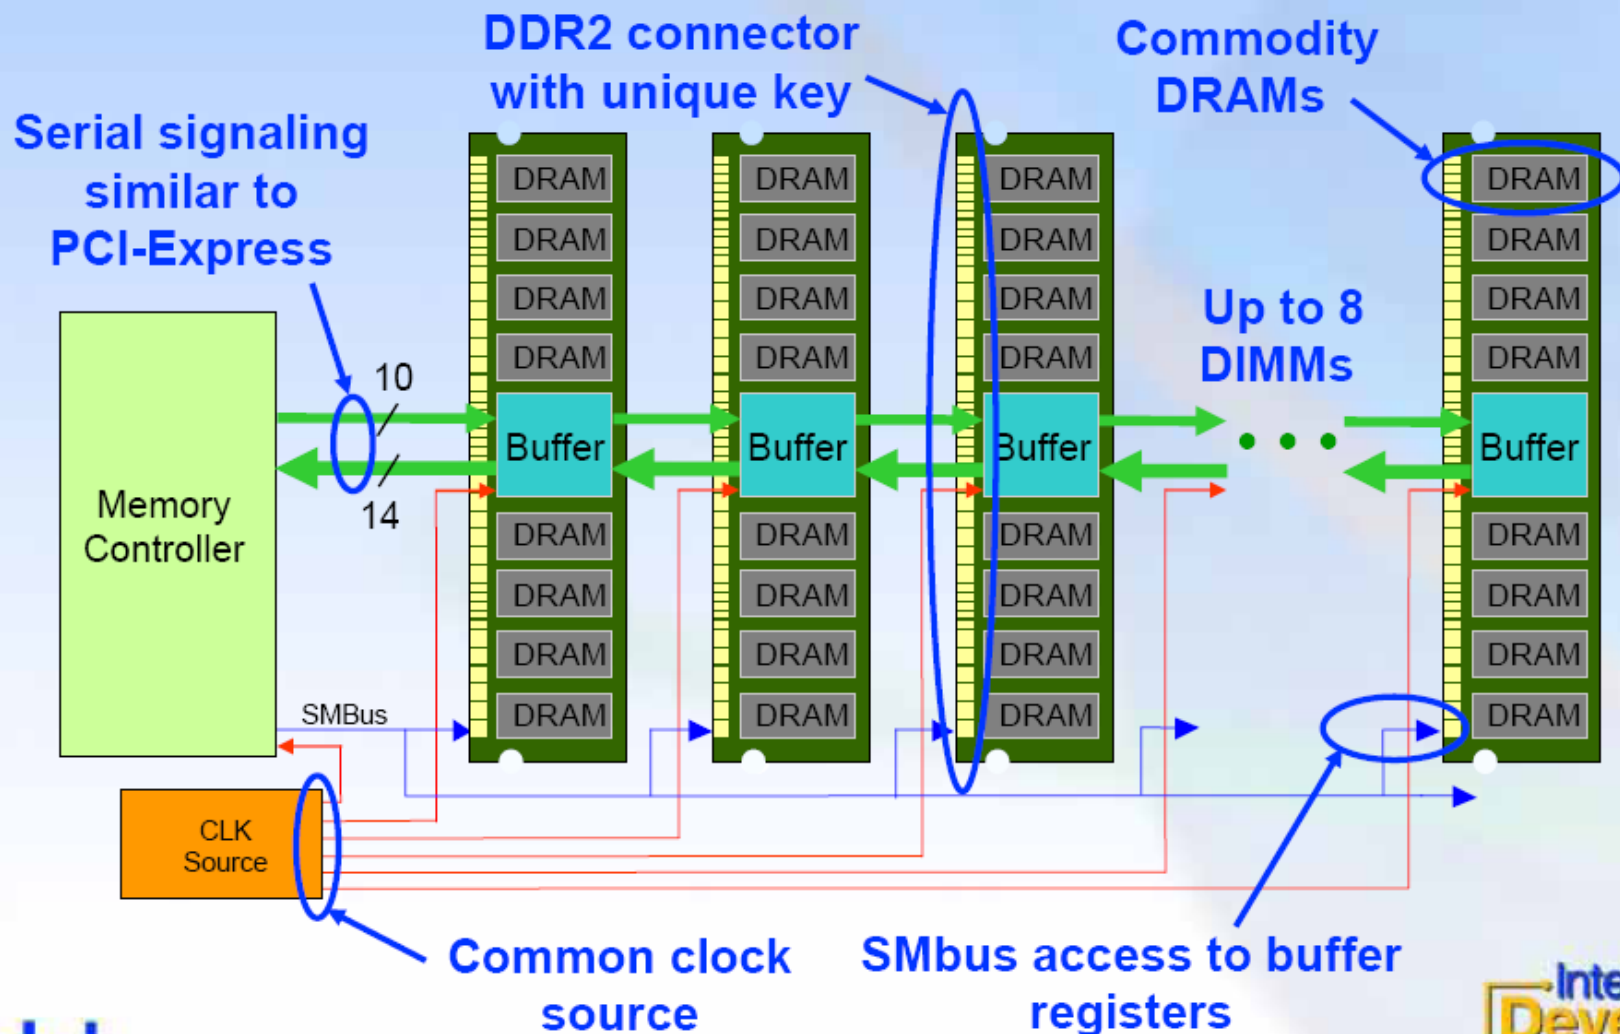 DDR2 connector
with unique key
Commodity
DRAMs
Serial signaling
similar to
PCI-Express
Up to 8
DIMMs
10
14
Memory
Controller
DRAM
DRAM
DRAM
DRAM
Buffer
DRAM
DRAM
DRAM
DRAM
DRAM
DRAM
DRAM
DRAM
Buffer
DRAM
DRAM
DRAM
DRAM
DRAM
DRAM
DRAM
DRAM
Buffer
DRAM
DRAM
DRAM
DRAM
DRAM
DRAM
DRAM
DRAM
Buffer
DRAM
DRAM
DRAM
DRAM
SMBus
CLK
Source
Common clock
source
SMbus access to buffer
registers
Inte
Deve